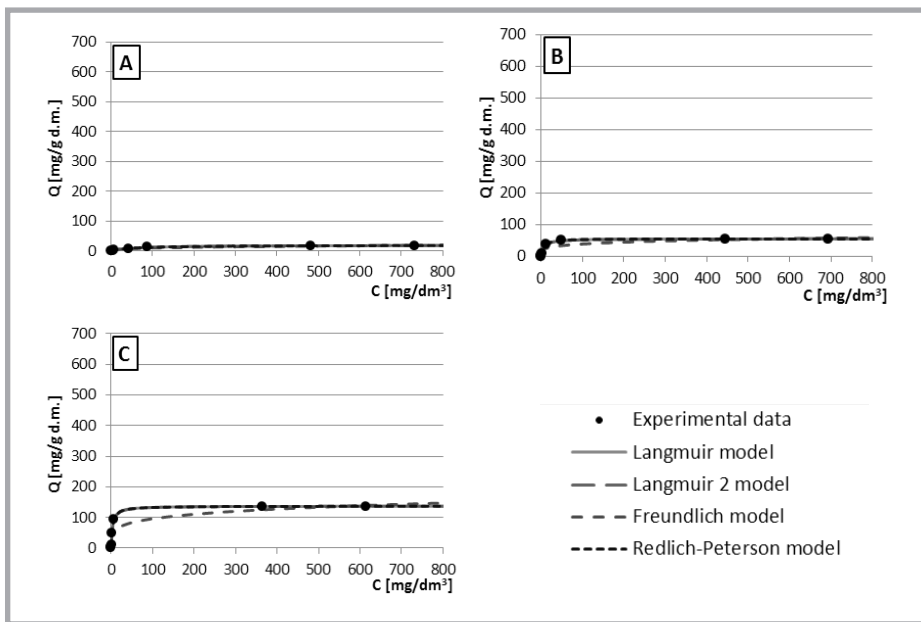 A
700
600
500
400
300
200
100
0
Q [mg/g d.m.]
0 100 200 300 400 500 600 700 800
C [mg/dm³]
B
700
600
500
400
300
200
100
0
Q [mg/g d.m.]
0 100 200 300 400 500 600 700 800
C [mg/dm³]
C
700
600
500
400
300
200
100
0
Q [mg/g d.m.]
0 100 200 300 400 500 600 700 800
C [mg/dm³]
Experimental data
Langmuir model
Langmuir 2 model
Freundlich model
Redlich-Peterson model